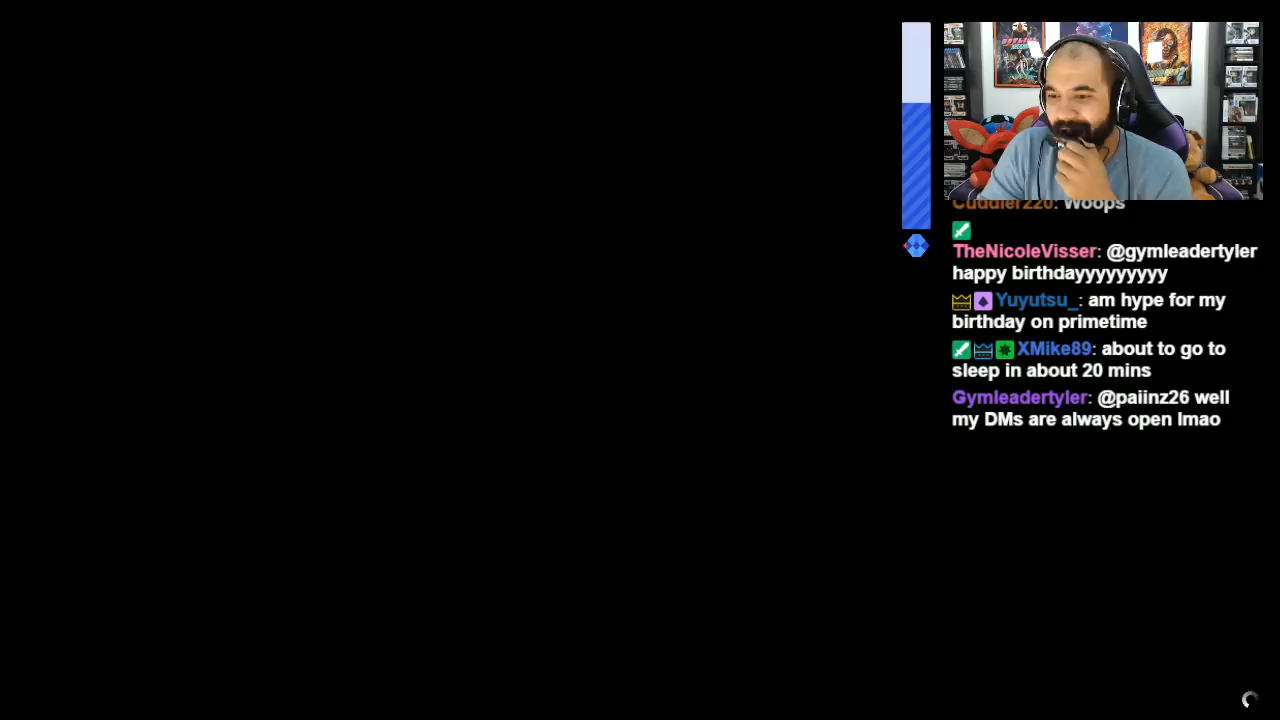 Cuddler220: Woops
TheNicoleVisser: @gymleadertyler
happy birthdayyyyyyyyy
Yuyutsu_: am hype for my
birthday on primetime
XMike89: about to go to
sleep in about 20 mins
Gymleadertyler: @paiinz26 well
my DMs are always open lmao